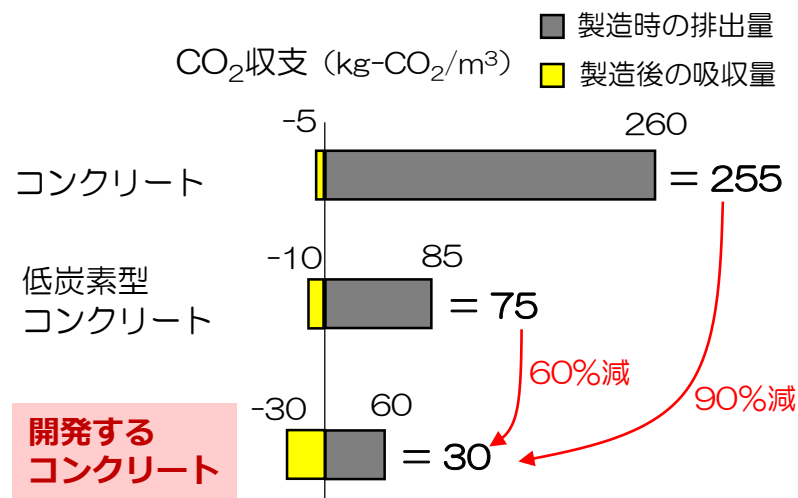 CO₂収支（kg-CO₂/m³）
製造時の排出量
製造後の吸収量
-5
260
コンクリート
= 255
-10
85
低炭素型
コンクリート
= 75
60%減
90%減
-30
60
開発する
コンクリート
= 30